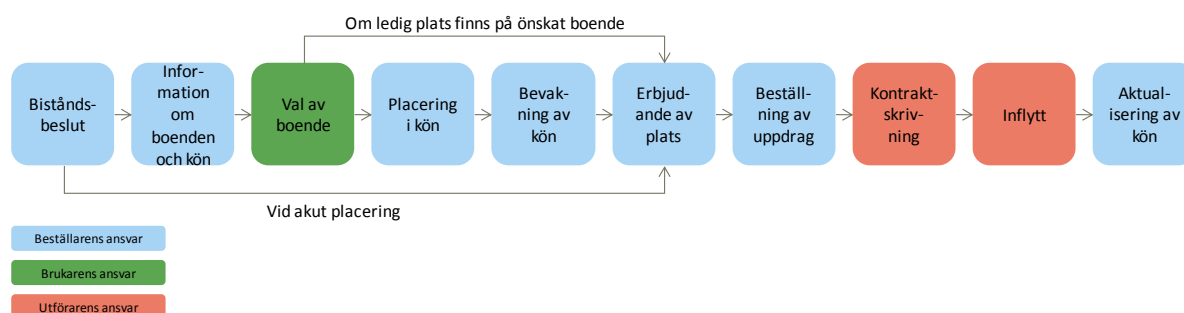 Om ledig plats finns på önskat boende
Bistånds-
beslut
Infor-
mation
om
boenden
och kön
Val av
boende
Placering
i kön
Bevak-
ning av
kön
Erbjud-
ande av
plats
Beställ-
ning av
uppdrag
Kontrakt-
skriv-
ning
Inflytt
Aktual-
isering av
kön
Vid akut placering
Beställarens ansvar
Brukarens ansvar
Utförarens ansvar